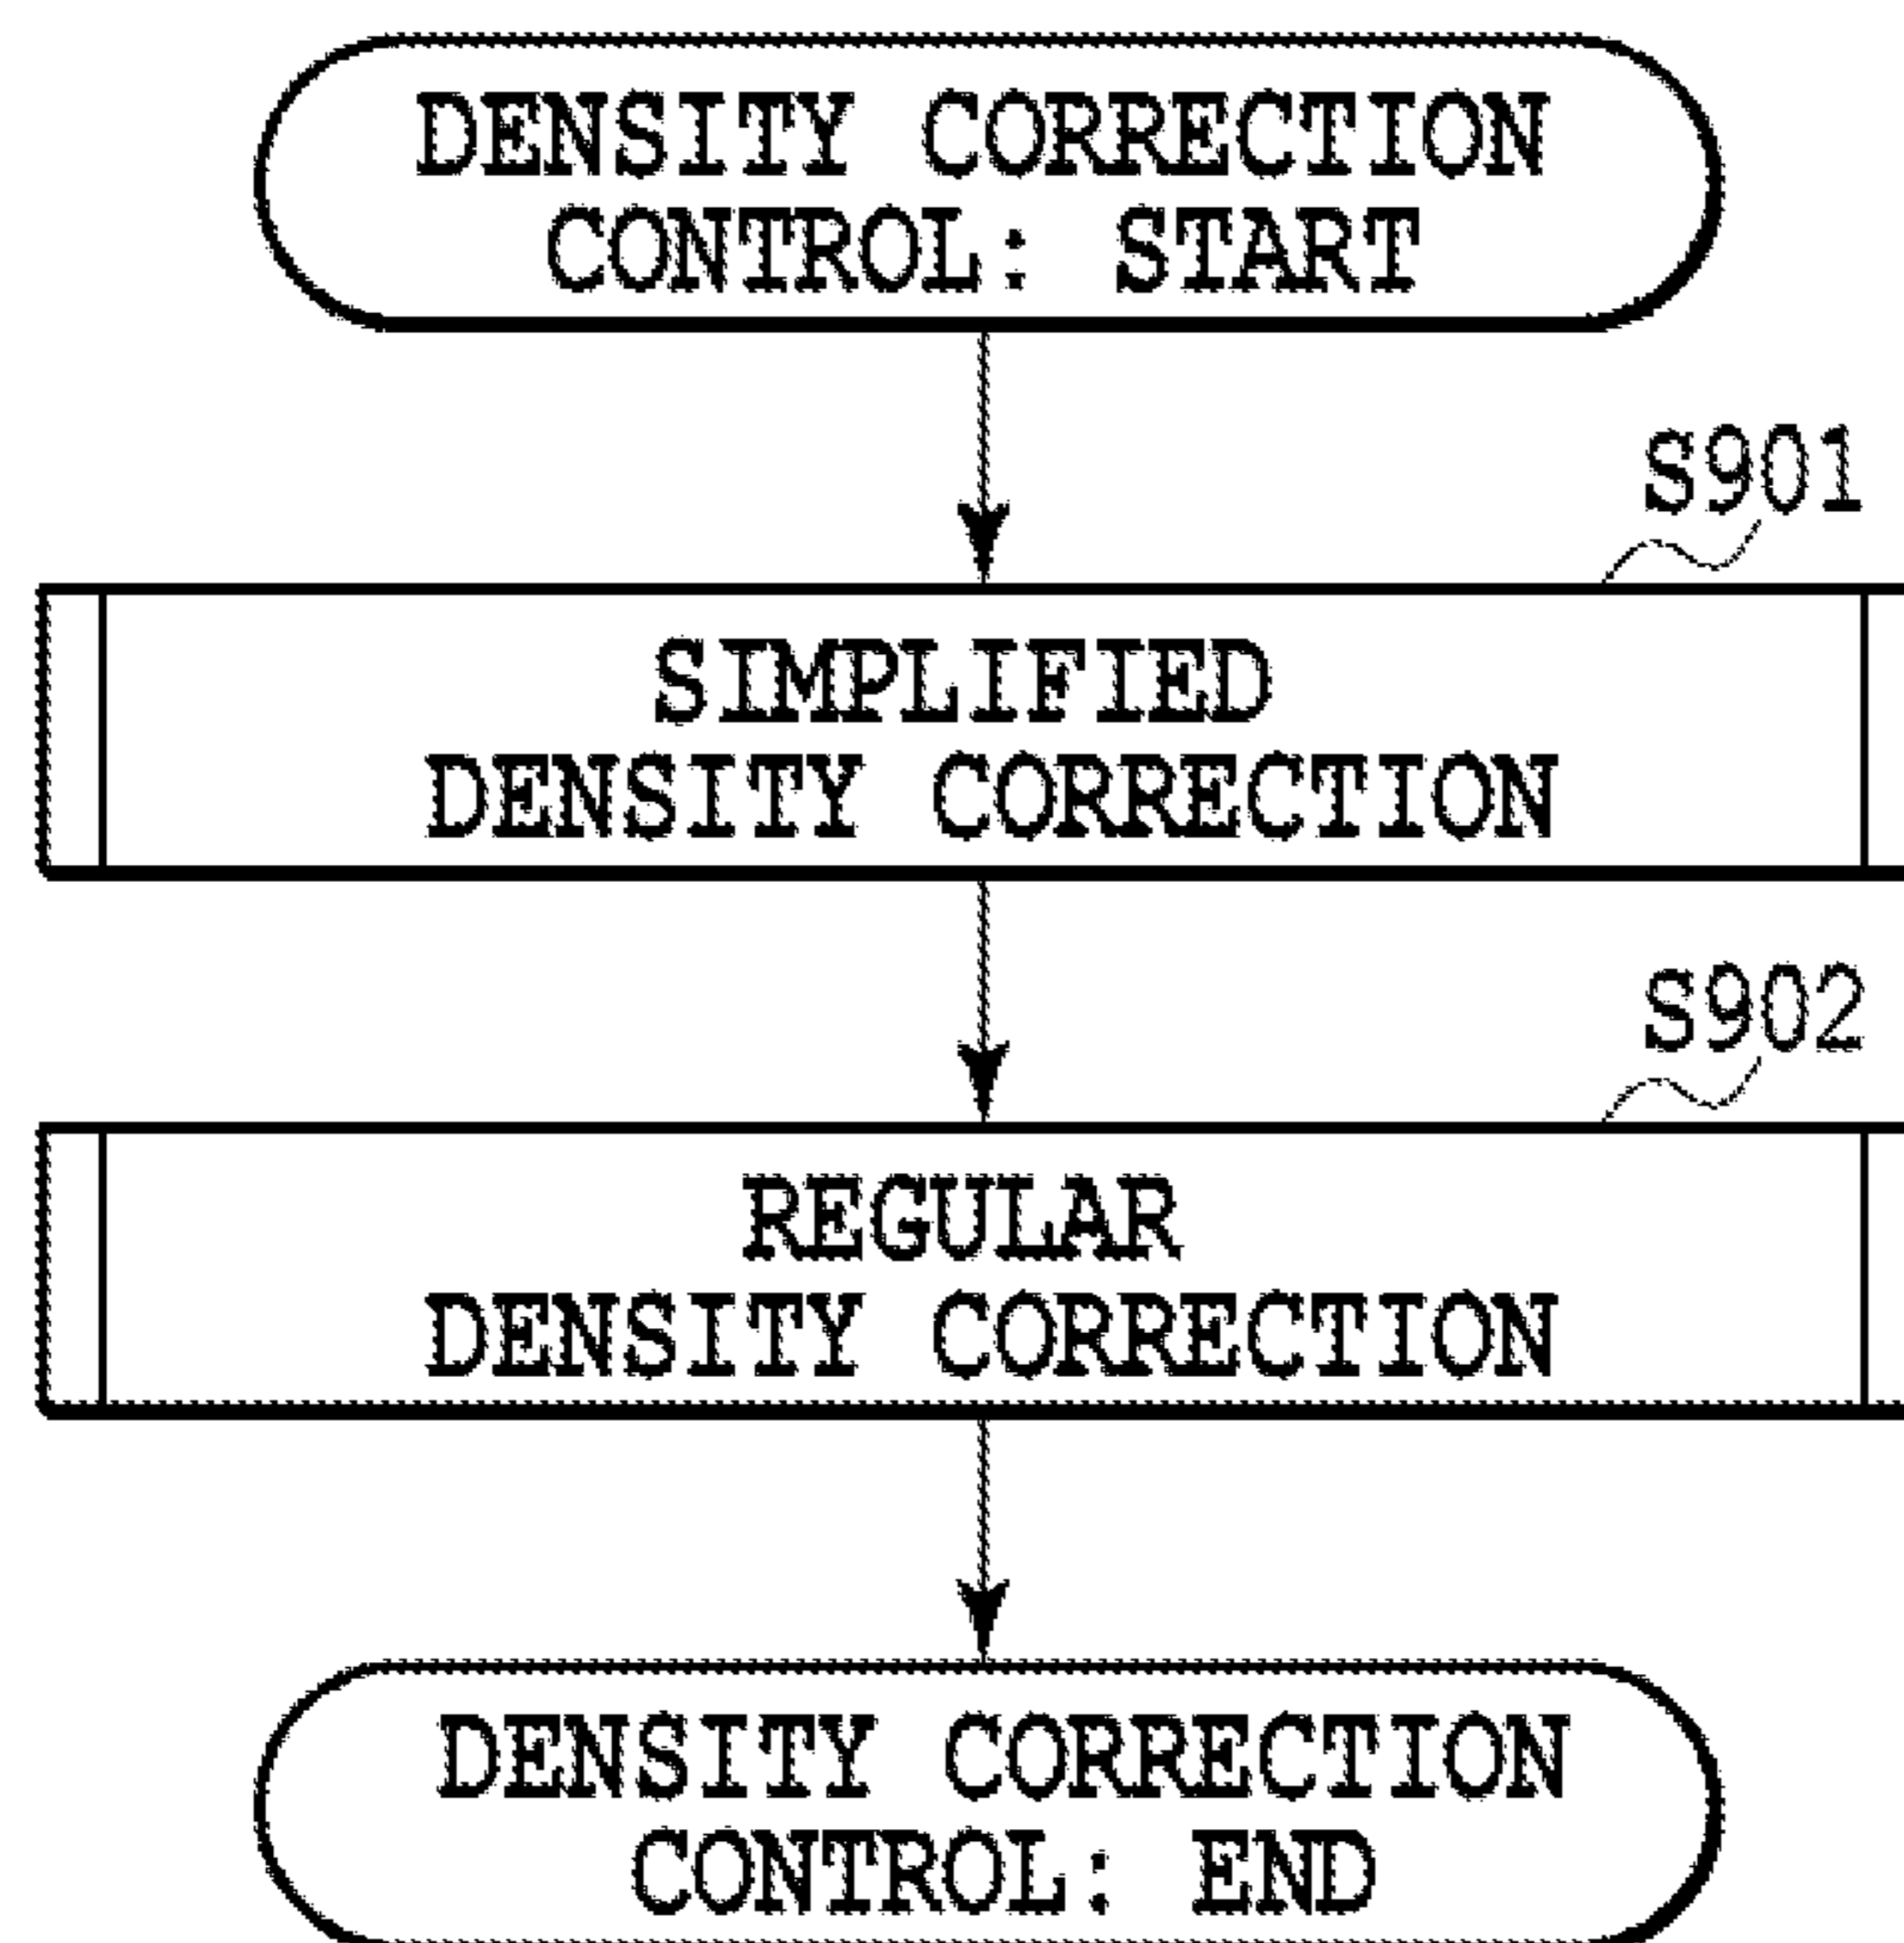 DENSITY CORRECTION
CONTROL: START
S901
SIMPLIFIED
DENSITY CORRECTION
S902
REGULAR
DENSITY CORRECTION
DENSITY CORRECTION
CONTROL: END